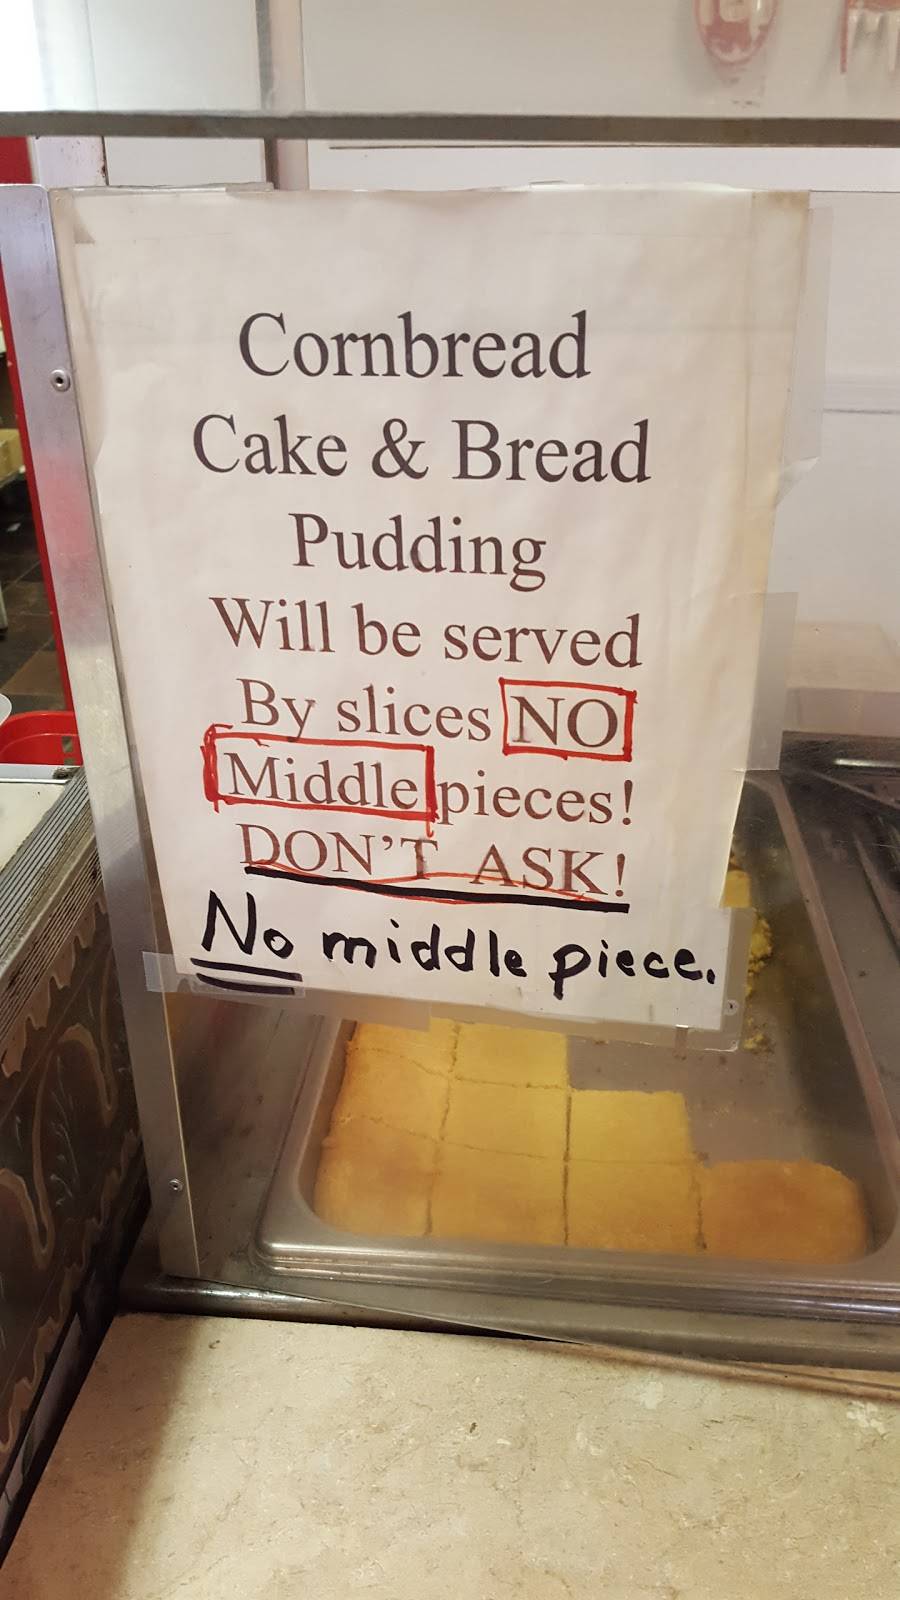 Cornbread
Cake & Bread
Pudding
Will be served
By slices NO
Middle pieces!
DON'T ASK!
No middle piece.